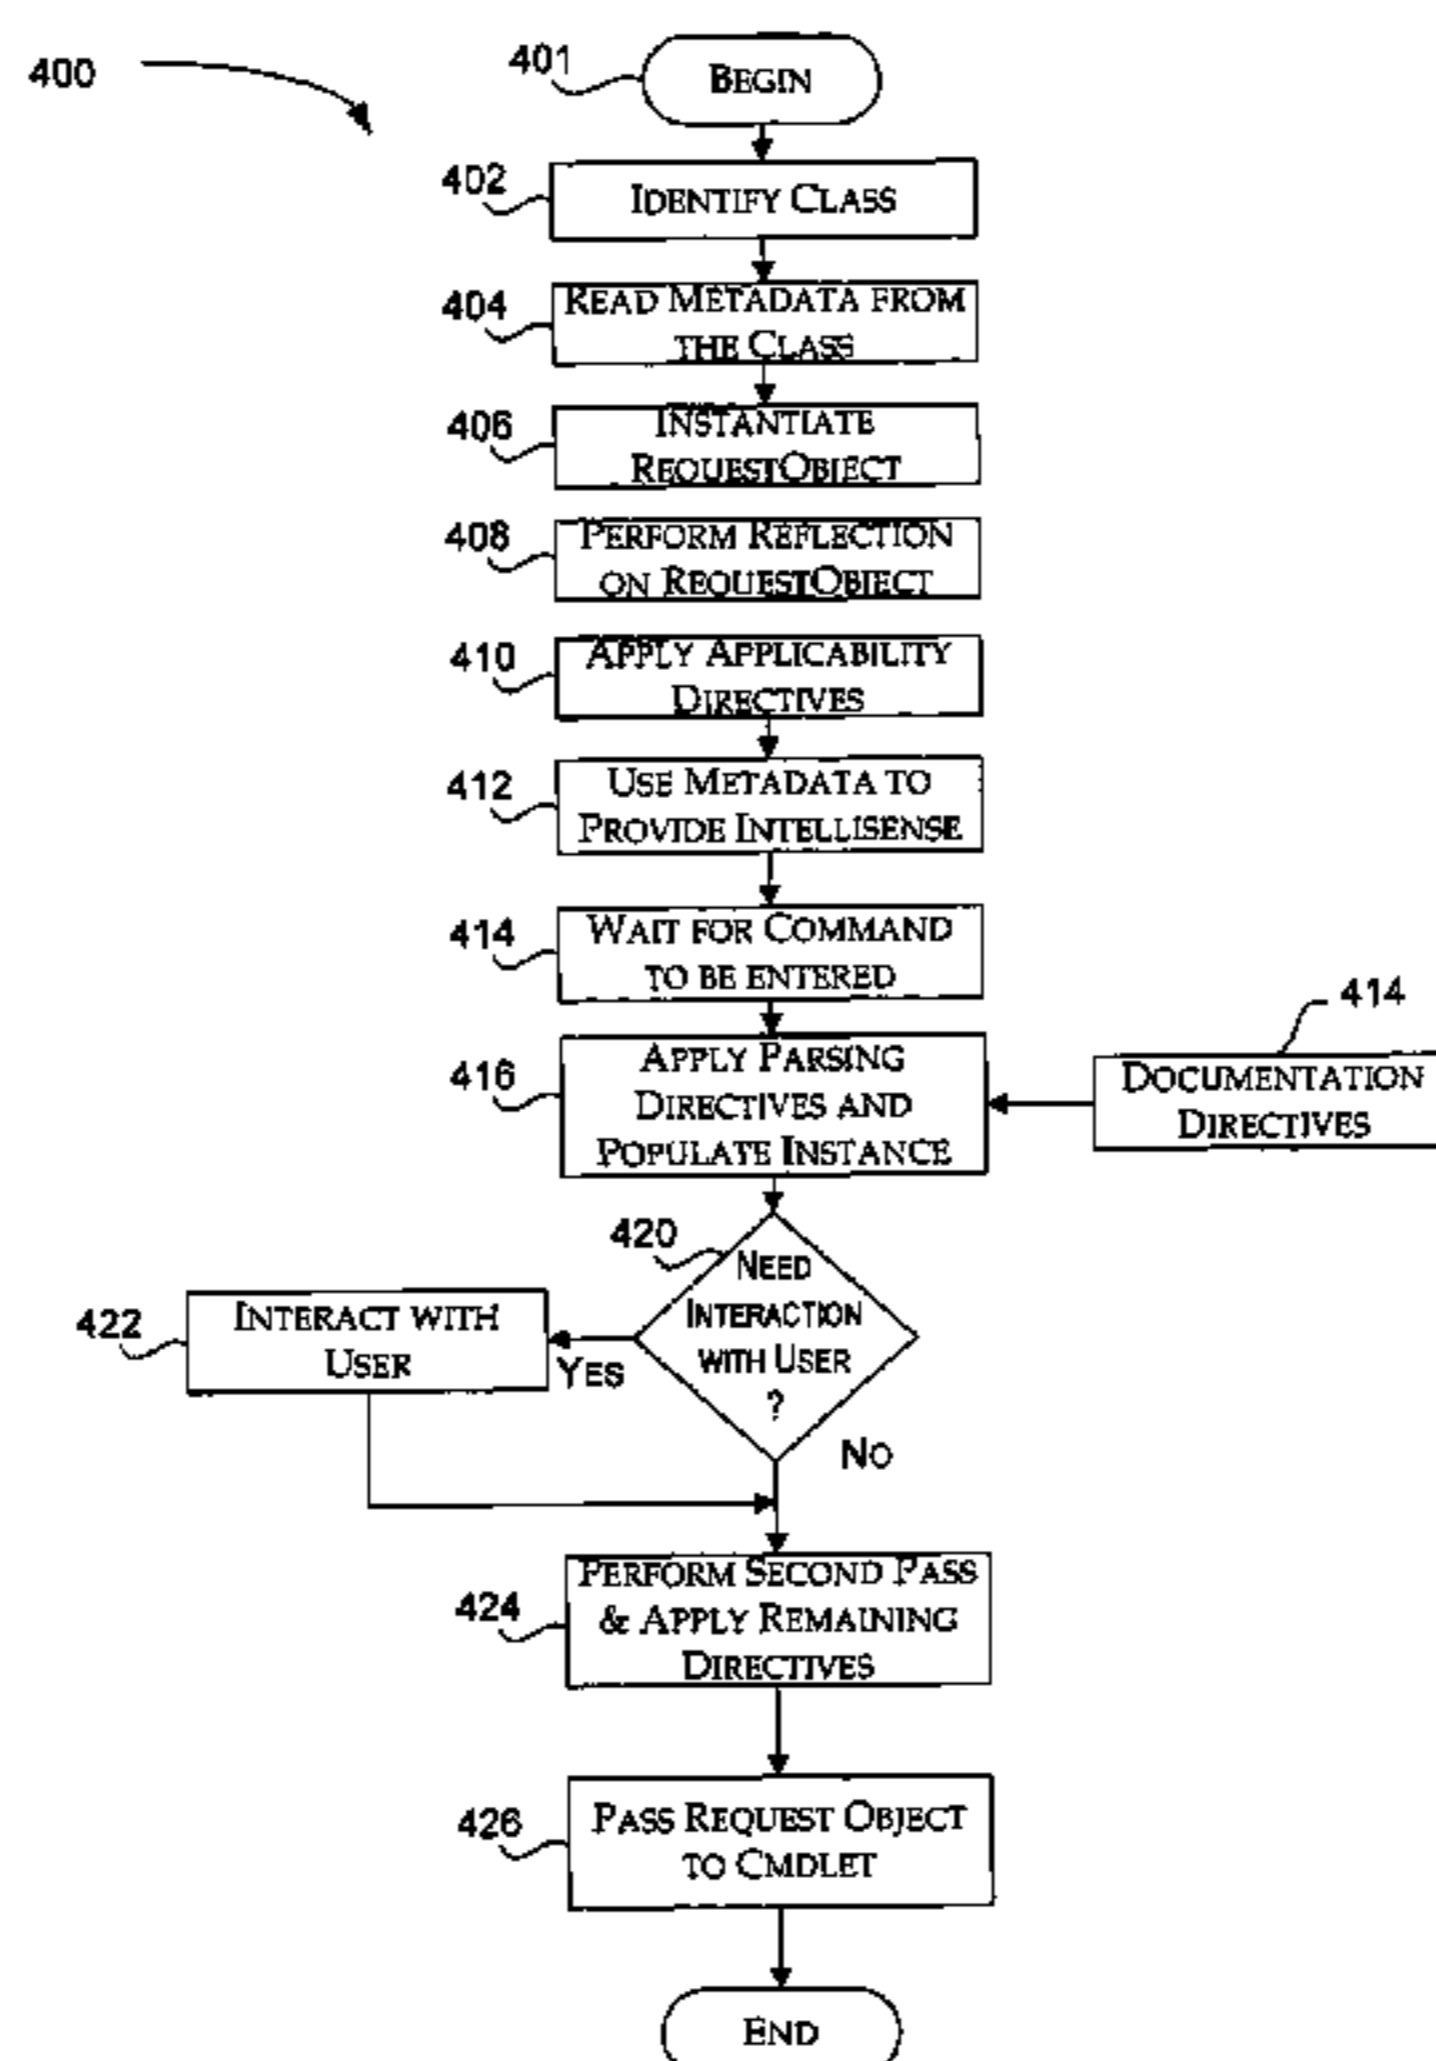 400
401
BEGIN
402
IDENTIFY CLASS
404
READ METADATA FROM
THE CLASS
406
INSTANTIATE
REQUESTOBJECT
408
PERFORM REFLECTION
ON REQUESTOBJECT
410
APPLY APPLICABILITY
DIRECTIVES
412
USE METADATA TO
PROVIDE INTELLISENSE
414
WAIT FOR COMMAND
TO BE ENTERED
416
APPLY PARSING
DIRECTIVES AND
POPULATE INSTANCE
414
DOCUMENTATION
DIRECTIVES
420
NEED
INTERACTION
WITH USER
?
422
INTERACT WITH
USER
YES
NO
424
PERFORM SECOND PASS
& APPLY REMAINING
DIRECTIVES
426
PASS REQUEST OBJECT
TO CMDLET
END